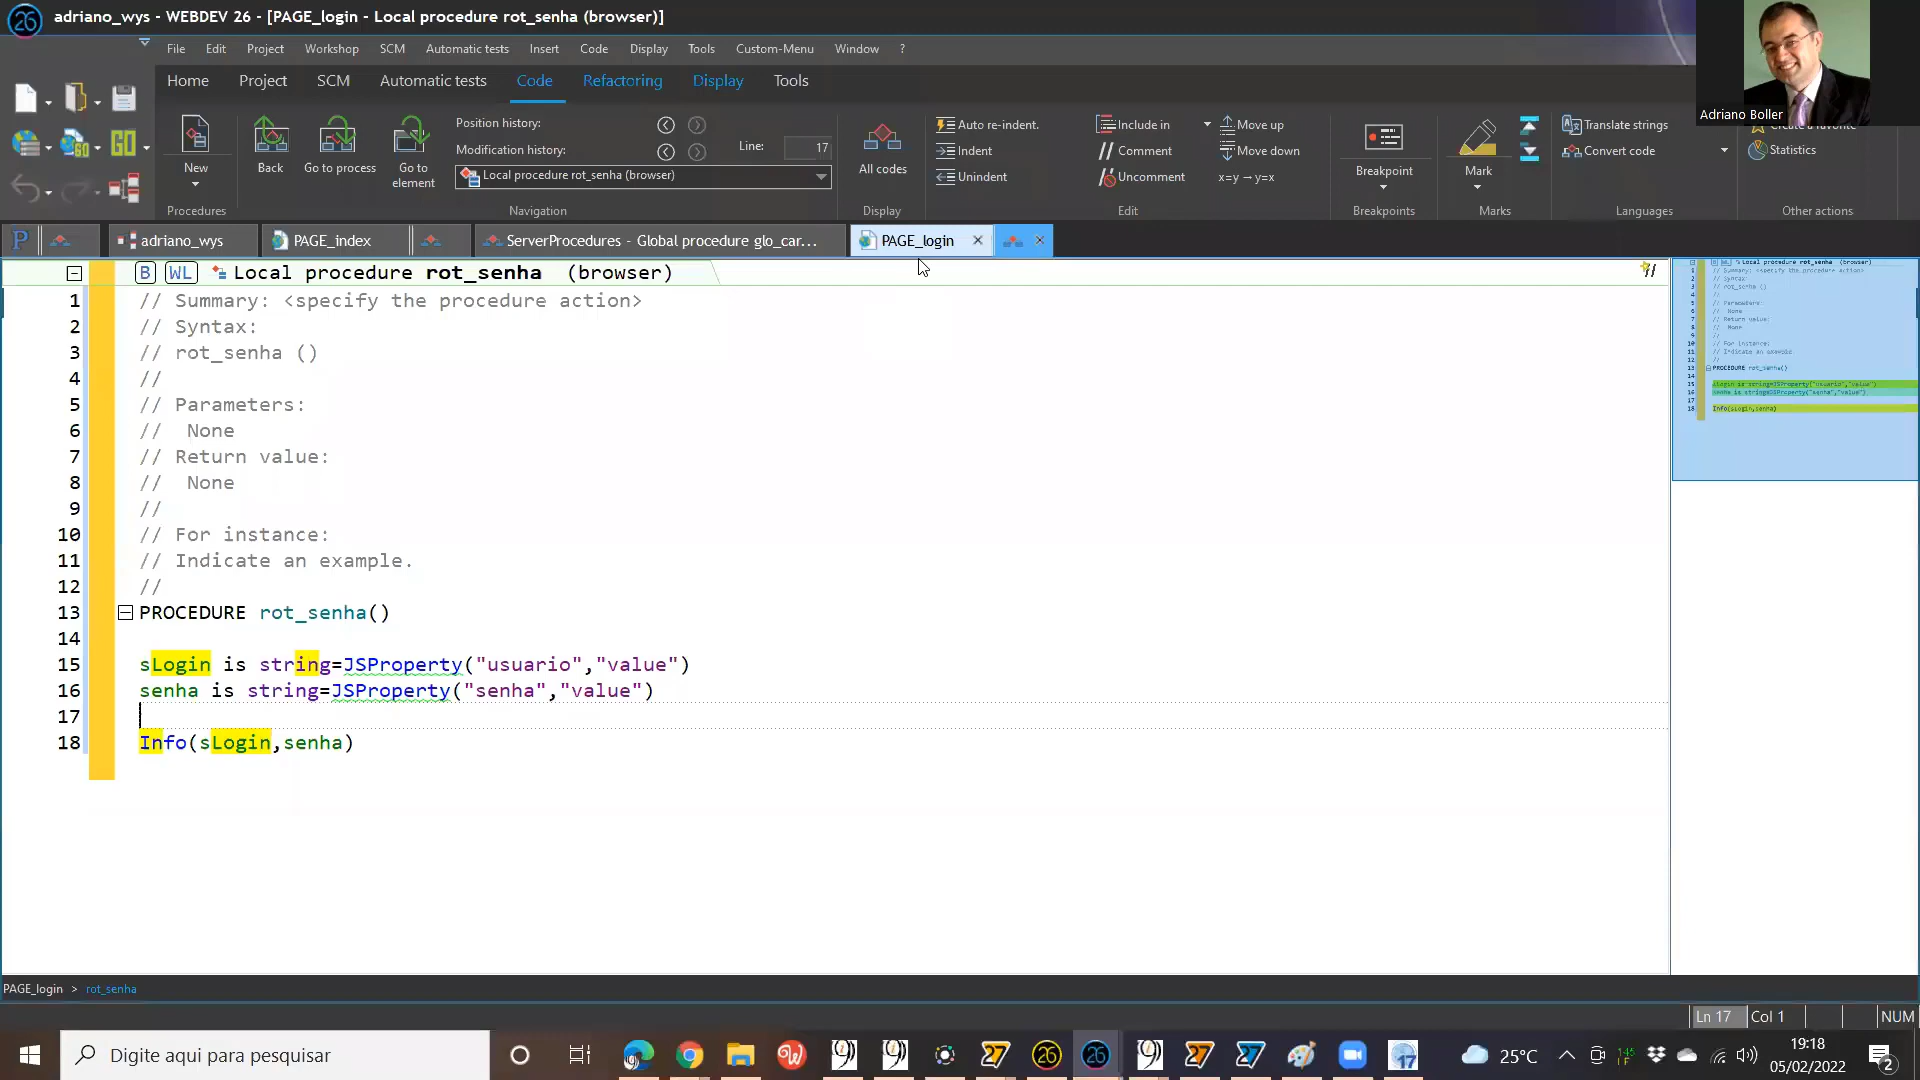 adriano_wys - WEBDEV 26 - [PAGE_login - Local procedure rot_senha (browser)]
File Edit Project Workshop SCM Automatic tests Insert Code Display Tools Custom-Menu Window ?
Home Project SCM Automatic tests Code Refactoring Display Tools
Adriano Boller
New
Procedures
Back
Go to process
Go to element
Position history:
Modification history:
Line: 17
Local procedure rot_senha (browser)
Navigation
All codes
Display
Auto re-indent.
Indent
Unindent
Include in
Comment
Uncomment
Move up
Move down
x=y → y=x
Edit
Breakpoint
Breakpoints
Mark
Marks
Translate strings
Convert code
Languages
Create a favorite
Statistics
Other actions
adriano_wys
PAGE_index
ServerProcedures - Global procedure glo_car...
PAGE_login
B WL Local procedure rot_senha (browser)
1 // Summary: <specify the procedure action>
2 // Syntax:
3 // rot_senha ()
4 //
5 // Parameters:
6 // None
7 // Return value:
8 // None
9 //
10 // For instance:
11 // Indicate an example.
12 //
13 PROCEDURE rot_senha()
14
15 sLogin is string=JSProperty("usuario","value")
16 senha is string=JSProperty("senha","value")
17
18 Info(sLogin,senha)
PAGE_login > rot_senha
Ln 17 Col 1 NUM
Digite aqui para pesquisar
25°C
19:18
05/02/2022
2